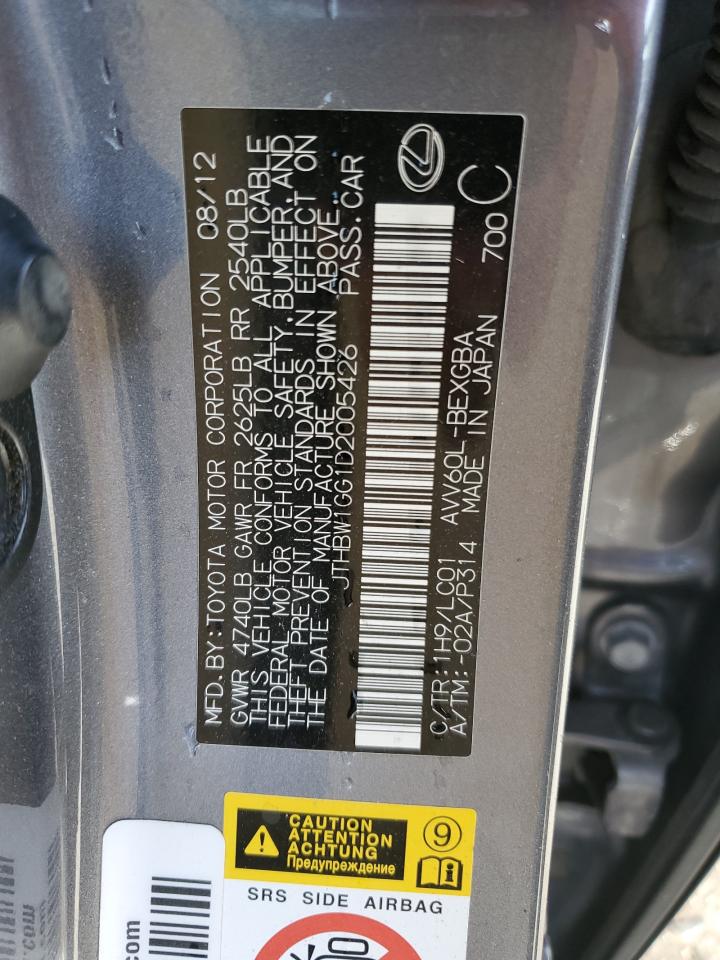 MFD. BY: TOYOTA MOTOR CORPORATION 08/12
GVWR 4740LB GAWR FR 2625LB RR 2540LB
THIS VEHICLE CONFORMS TO ALL APPLICABLE
FEDERAL MOTOR VEHICLE SAFETY, BUMPER, AND
THEFT PREVENTION STANDARDS IN EFFECT ON
THE DATE OF MANUFACTURE SHOWN ABOVE.
JTHBW1GG1D2005426 PASS. CAR
C/TR: 1H9/LC01 AVV60L-BEXGBA
A/TM: -02A/P314 MADE IN JAPAN 700 C
CAUTION
ATTENTION
ACHTUNG
Предупреждение
9
i
SRS SIDE AIRBAG
.com
.com